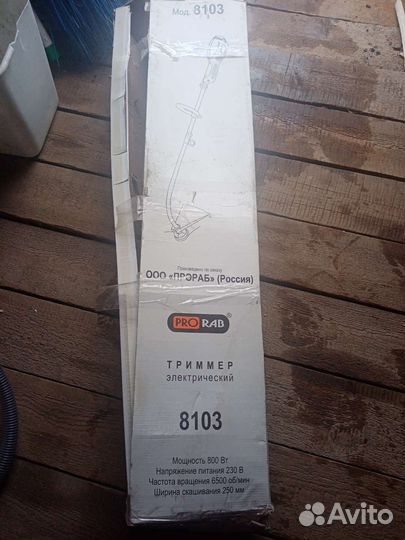 Мод. 8103
Произведено по заказу
ООО «ПРОРАБ» (Россия)
PRORAB®
ТРИММЕР
электрический
8103
Мощность 800 Вт
Напряжение питания 230 В
Частота вращения 6500 об/мин
Ширина скашивания 250 мм
Avito